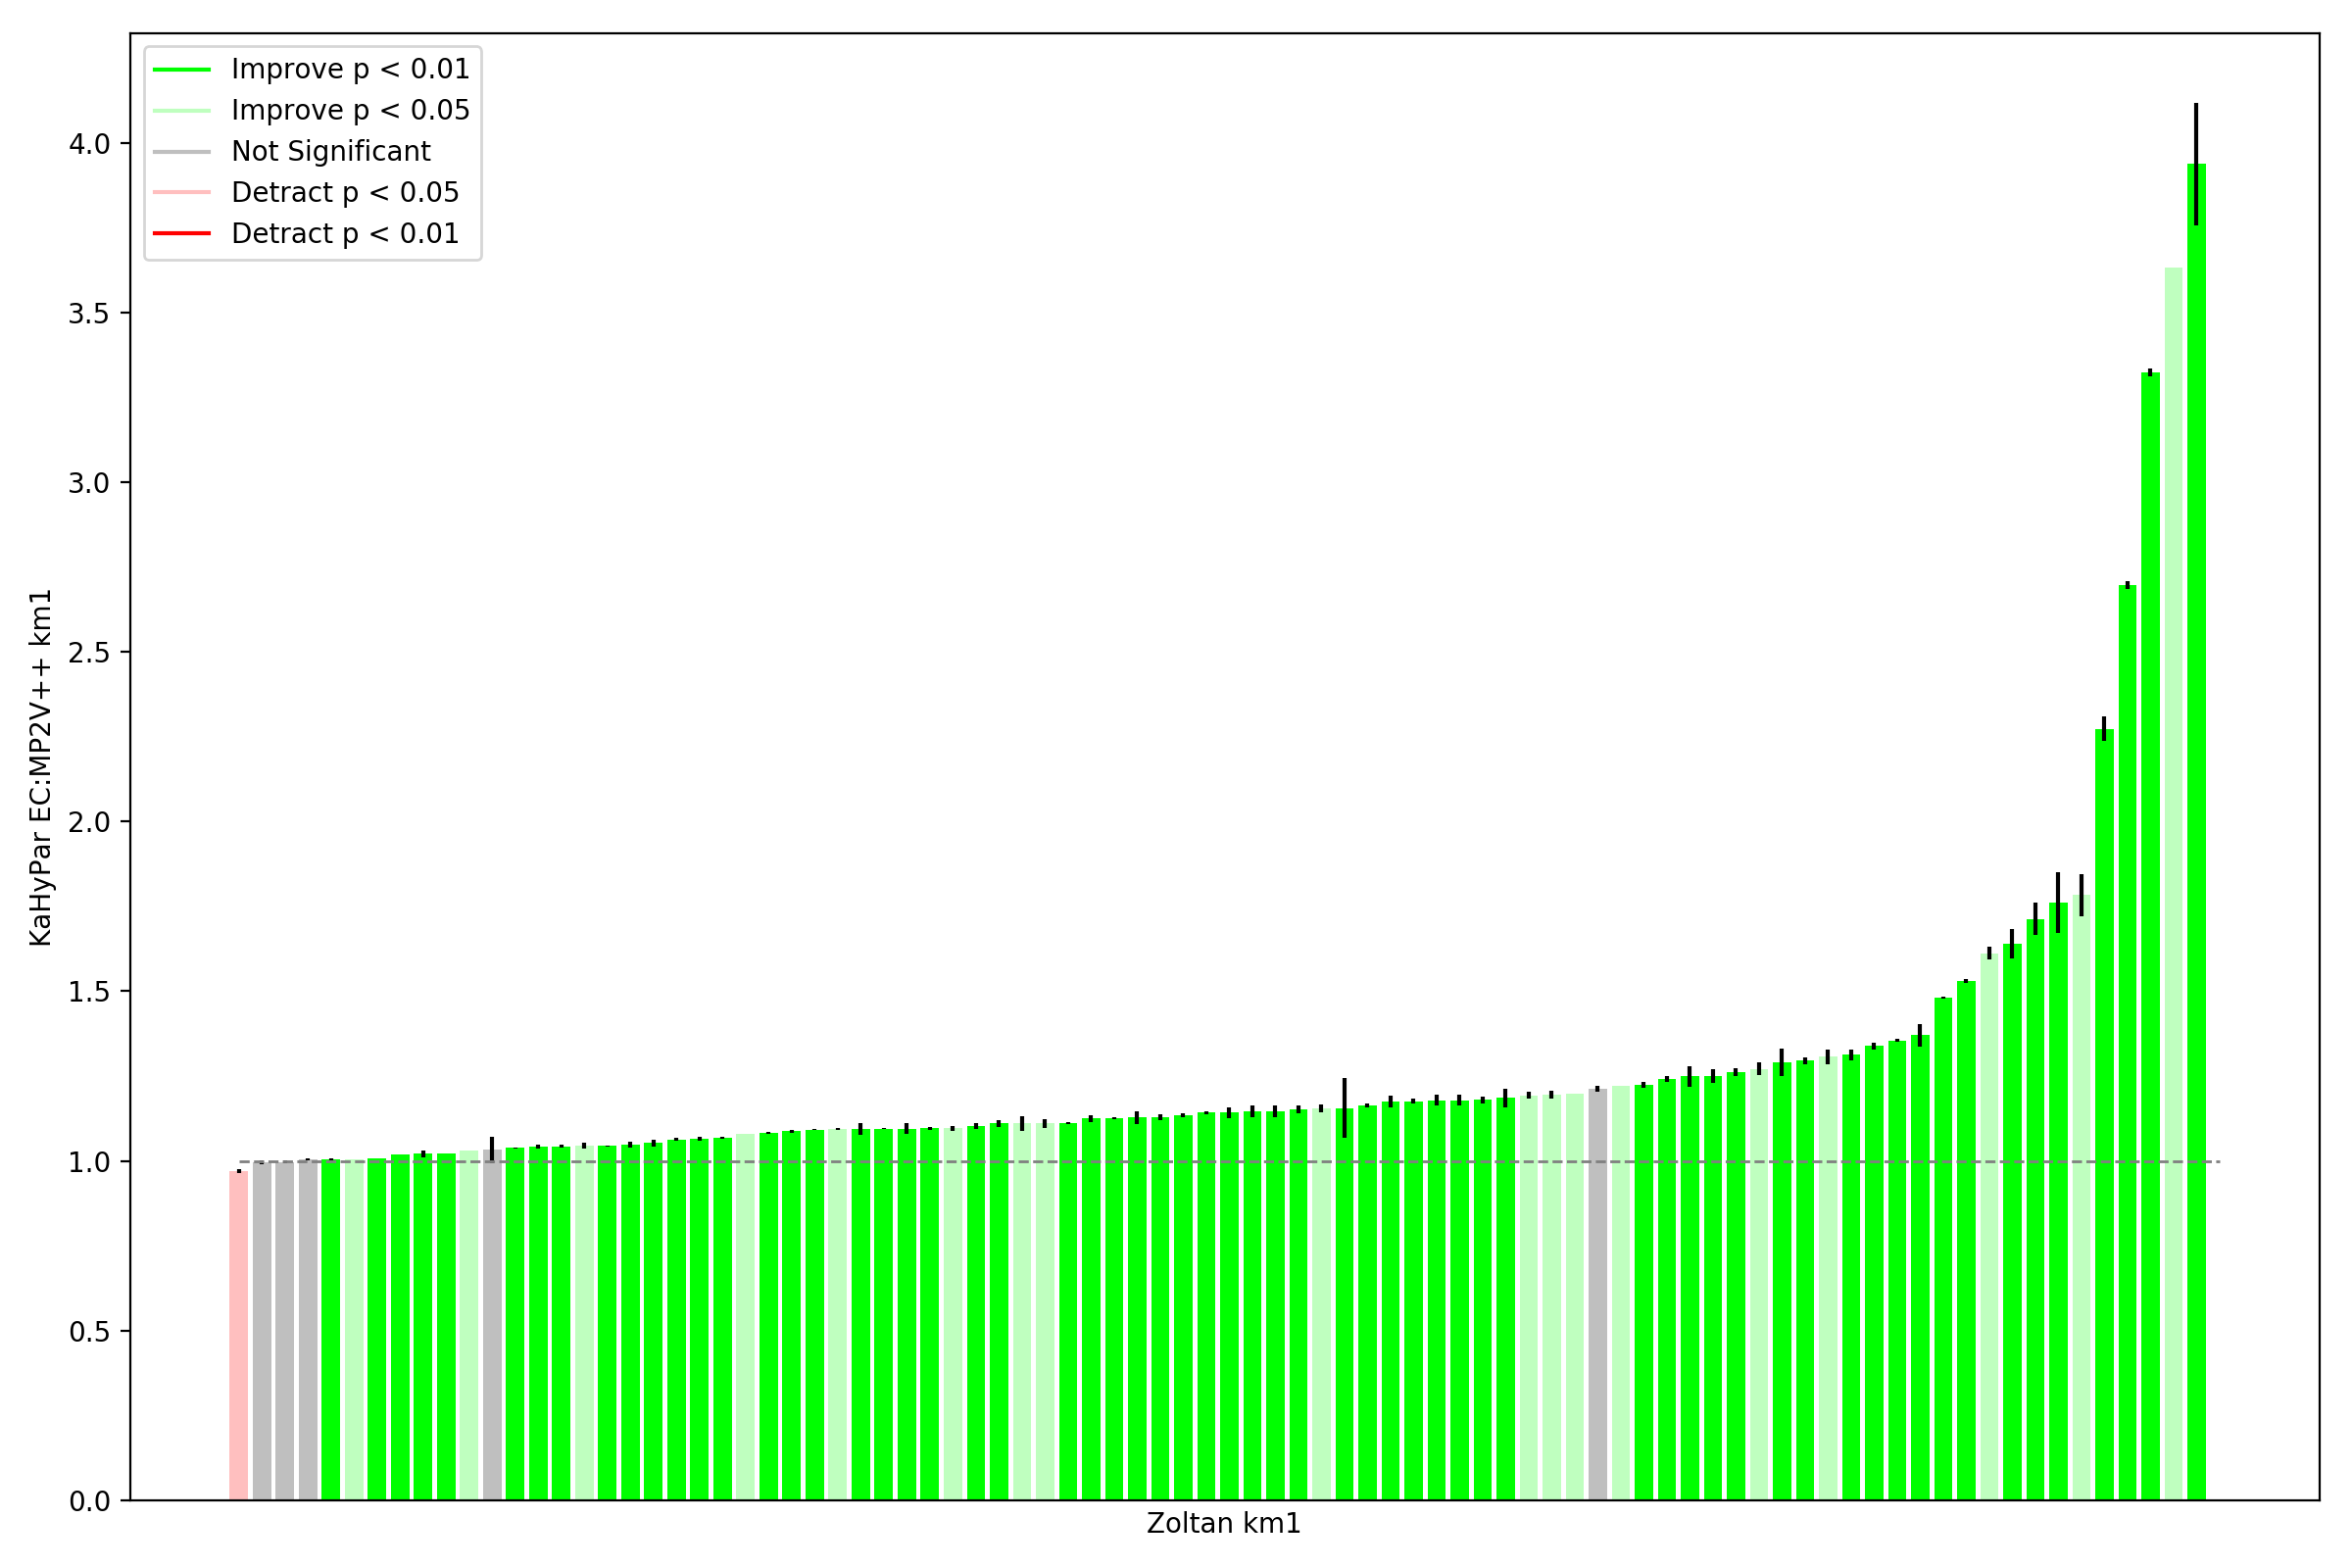 Improve p < 0.01
Improve p < 0.05
Not Significant
Detract p < 0.05
Detract p < 0.01
4.0
3.5
3.0
2.5
2.0
1.5
1.0
0.5
0.0
KaHyPar EC:MP2V++ km1
Zoltan km1